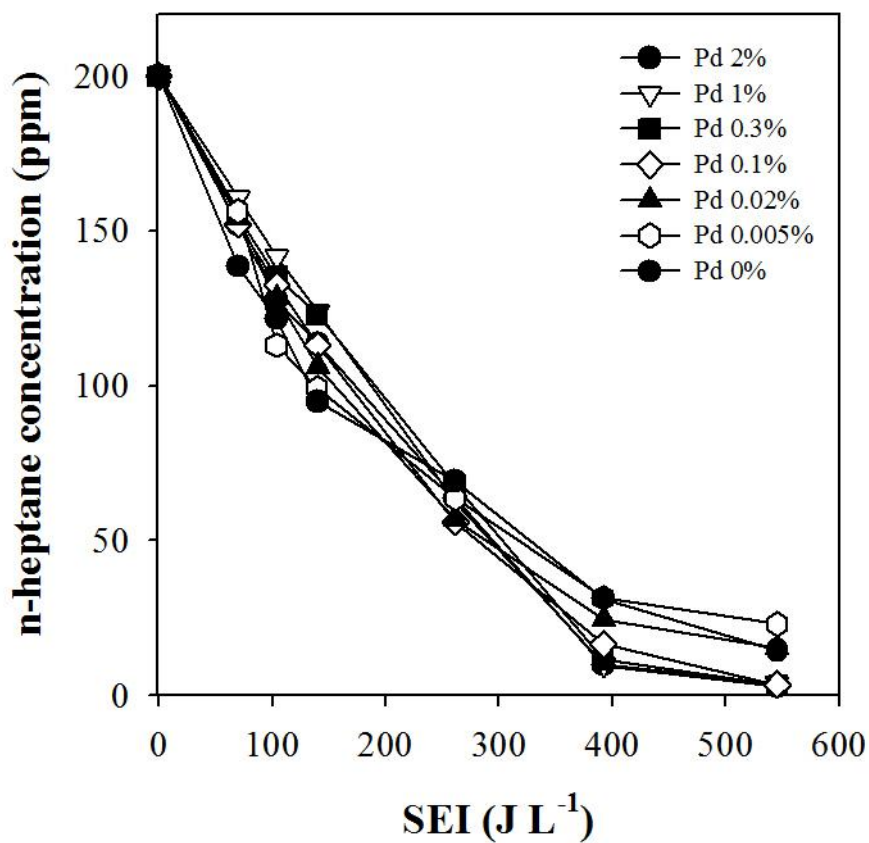 n-heptane concentration (ppm)
200
150
100
50
0
Pd 2%
Pd 1%
Pd 0.3%
Pd 0.1%
Pd 0.02%
Pd 0.005%
Pd 0%
0 100 200 300 400 500 600
SEI (J L⁻¹)